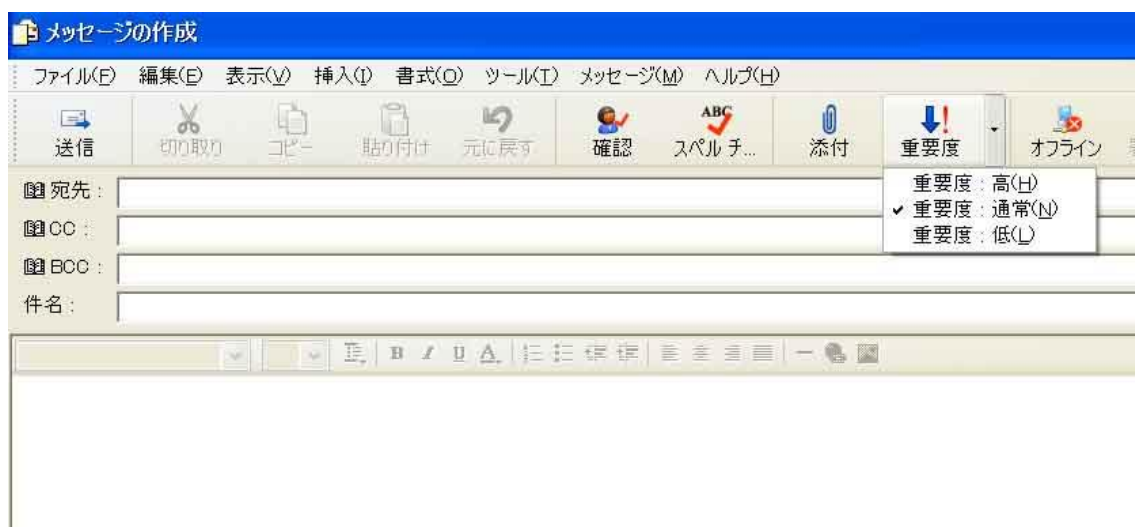 メッセージの作成
ファイル(F) 編集(E) 表示(V) 挿入(I) 書式(O) ツール(T) メッセージ(M) ヘルプ(H)
送信 切り取り コピー 貼り付け 元に戻す 確認 スペル チ... 添付 重要度 オフライン
宛先:
CC:
BCC:
件名:
重要度:高(H)
重要度:通常(N)
重要度:低(L)
B I U A